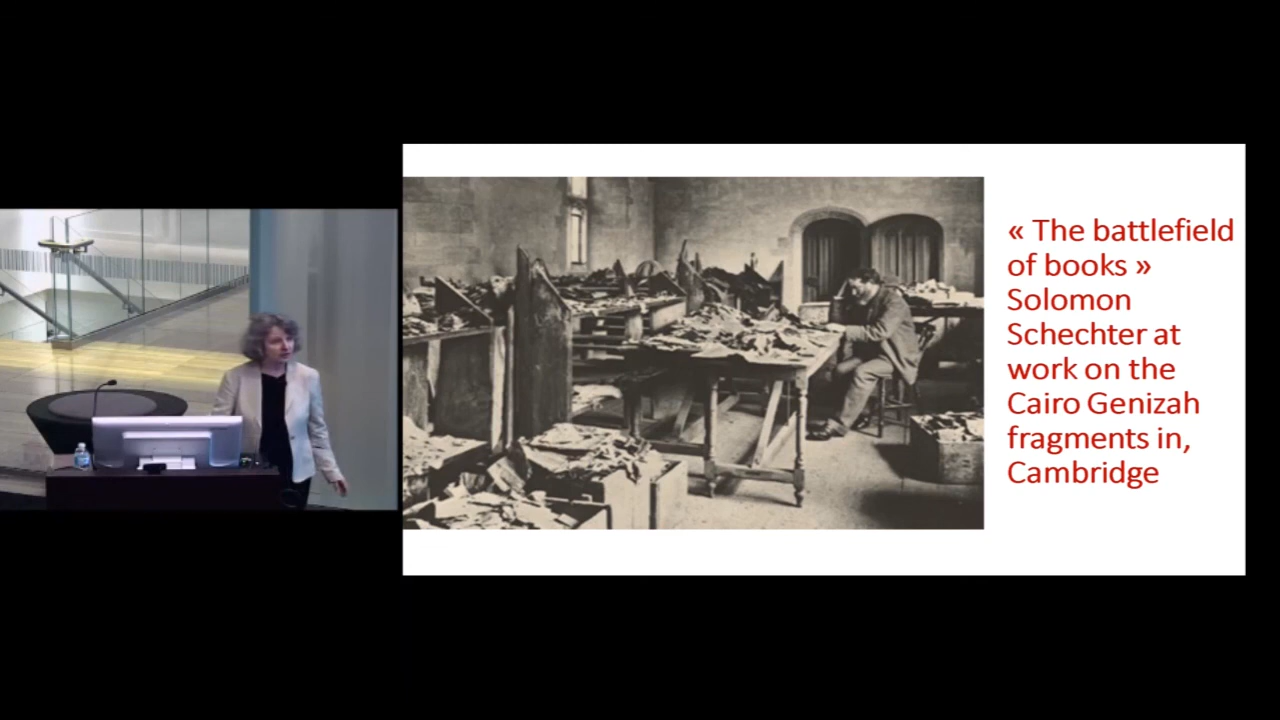 « The battlefield
of books »
Solomon
Schechter at
work on the
Cairo Genizah
fragments in,
Cambridge